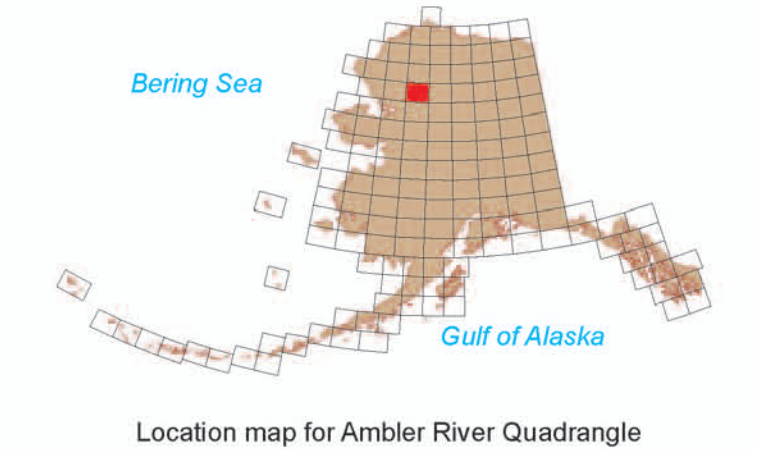 Bering Sea
Gulf of Alaska
Location map for Ambler River Quadrangle